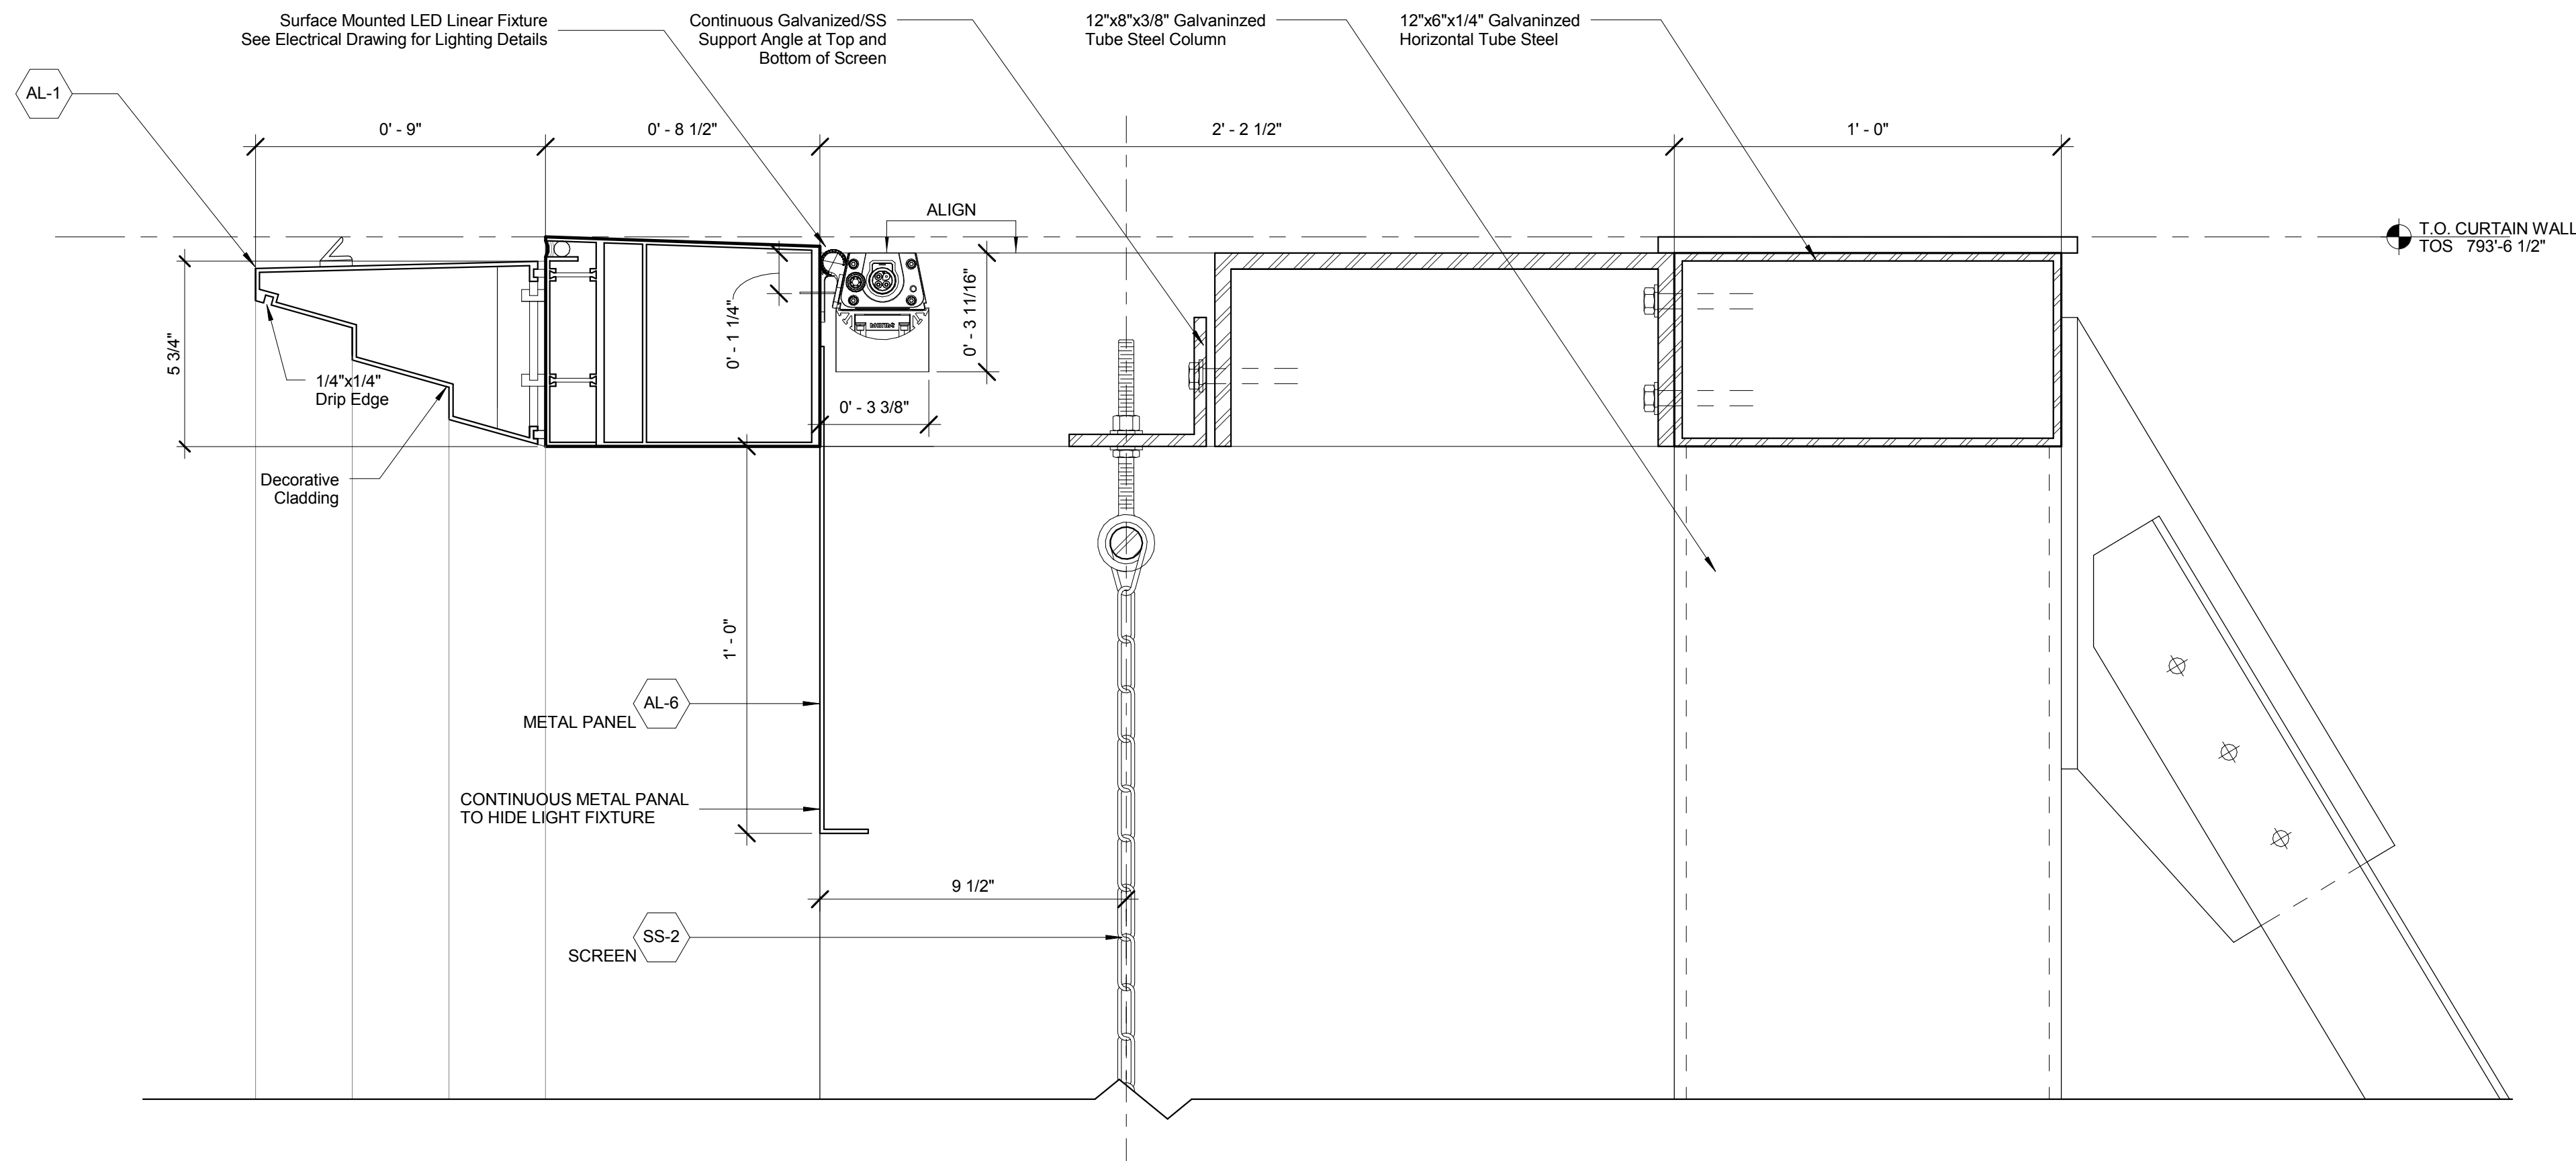 Surface Mounted LED Linear Fixture
See Electrical Drawing for Lighting Details
Continuous Galvanized/SS
Support Angle at Top and
Bottom of Screen
12"x8"x3/8" Galvaninzed
Tube Steel Column
12"x6"x1/4" Galvaninzed
Horizontal Tube Steel
AL-1
0' - 9"
0' - 8 1/2"
2' - 2 1/2"
1' - 0"
ALIGN
T.O. CURTAIN WALL
TOS 793'-6 1/2"
5 3/4"
0' - 1 1/4"
0' - 3 11/16"
1/4"x1/4"
Drip Edge
0' - 3 3/8"
Decorative
Cladding
1' - 0"
AL-6
METAL PANEL
CONTINUOUS METAL PANAL
TO HIDE LIGHT FIXTURE
9 1/2"
SS-2
SCREEN